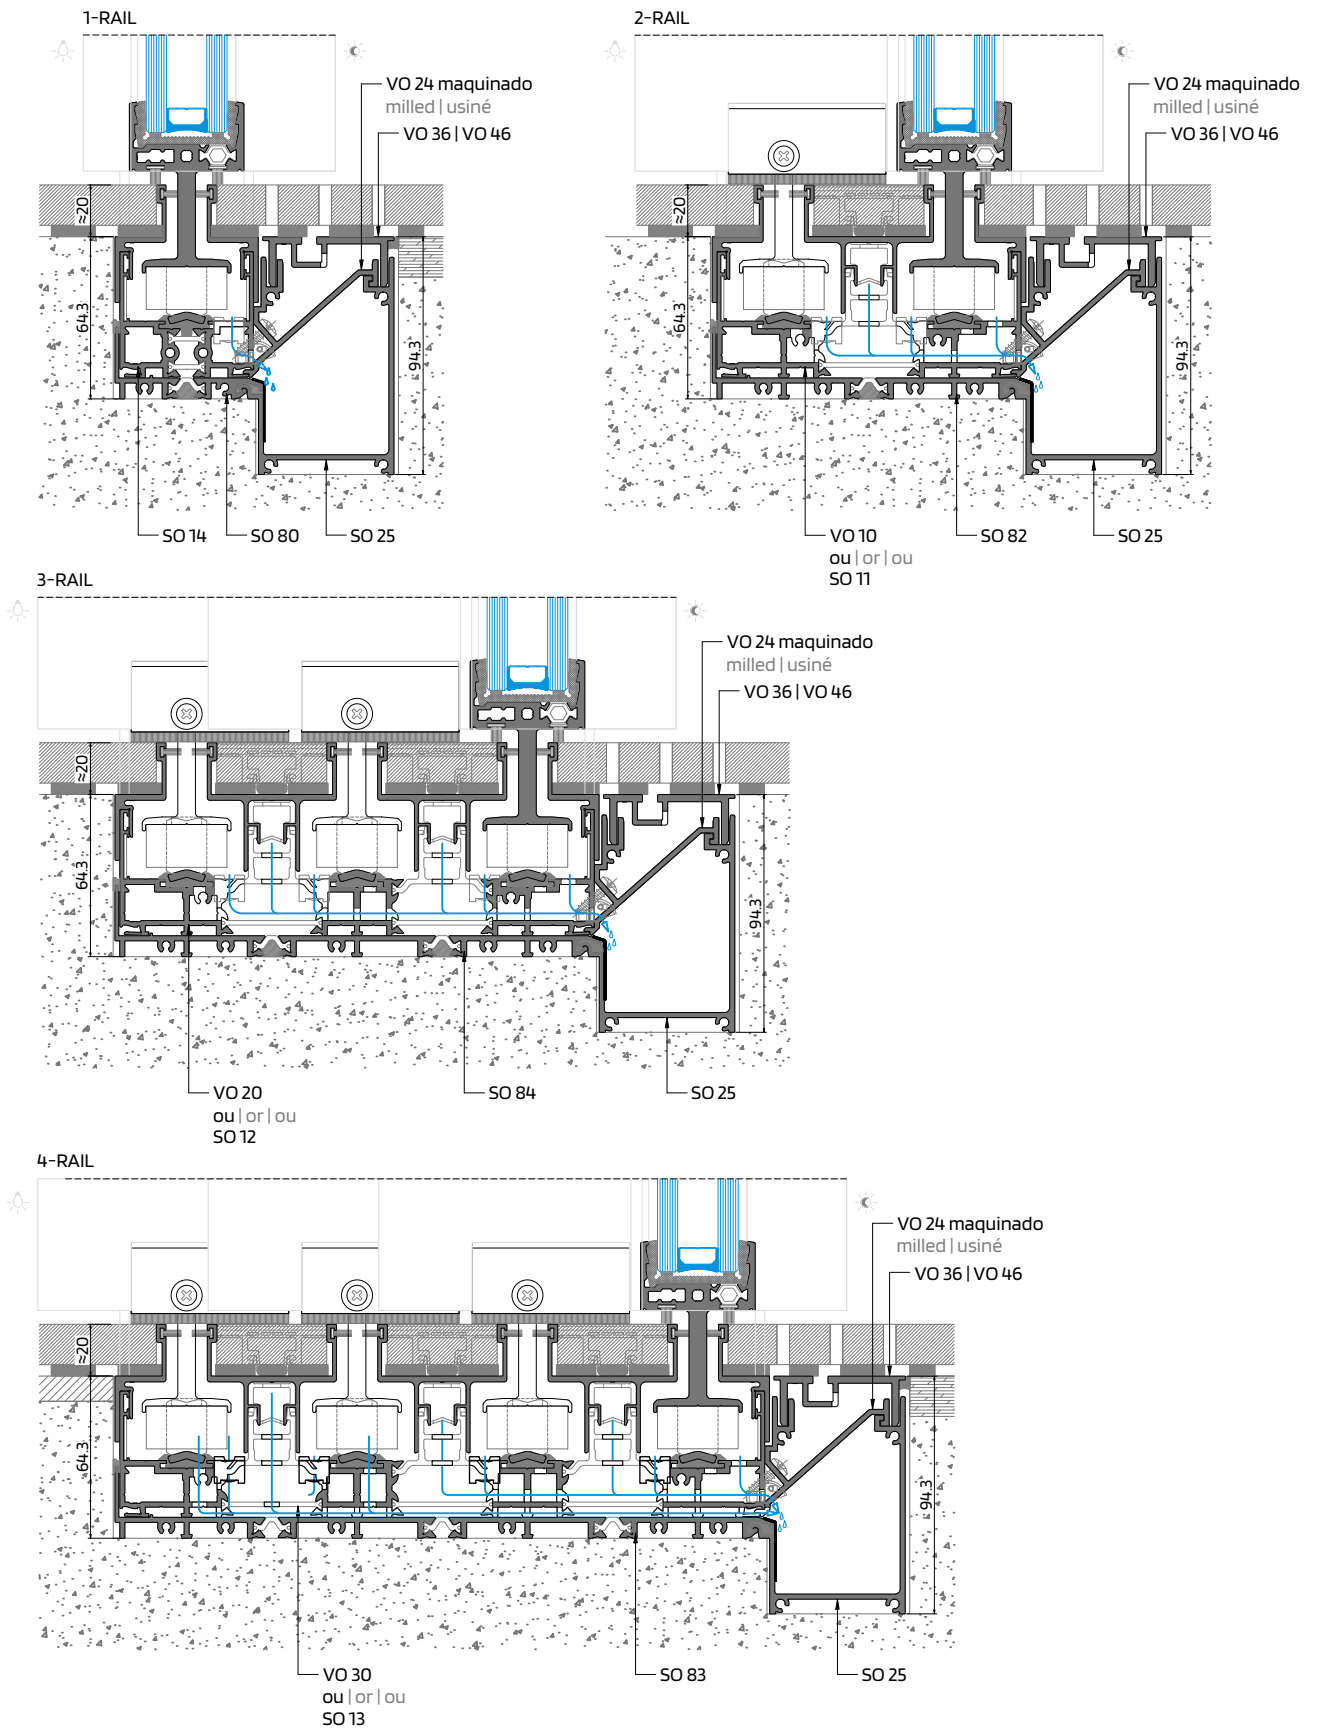 1-RAIL
VO 24 maquinado
milled | usiné
VO 36 | VO 46
≈20
64.3
94.3
SO 14
SO 80
SO 25
2-RAIL
VO 24 maquinado
milled | usiné
VO 36 | VO 46
≈20
64.3
94.3
VO 10
ou | or | ou
SO 11
SO 82
SO 25
3-RAIL
VO 24 maquinado
milled | usiné
VO 36 | VO 46
≈20
64.3
94.3
VO 20
ou | or | ou
SO 12
SO 84
SO 25
4-RAIL
VO 24 maquinado
milled | usiné
VO 36 | VO 46
≈20
64.3
94.3
VO 30
ou | or | ou
SO 13
SO 83
SO 25